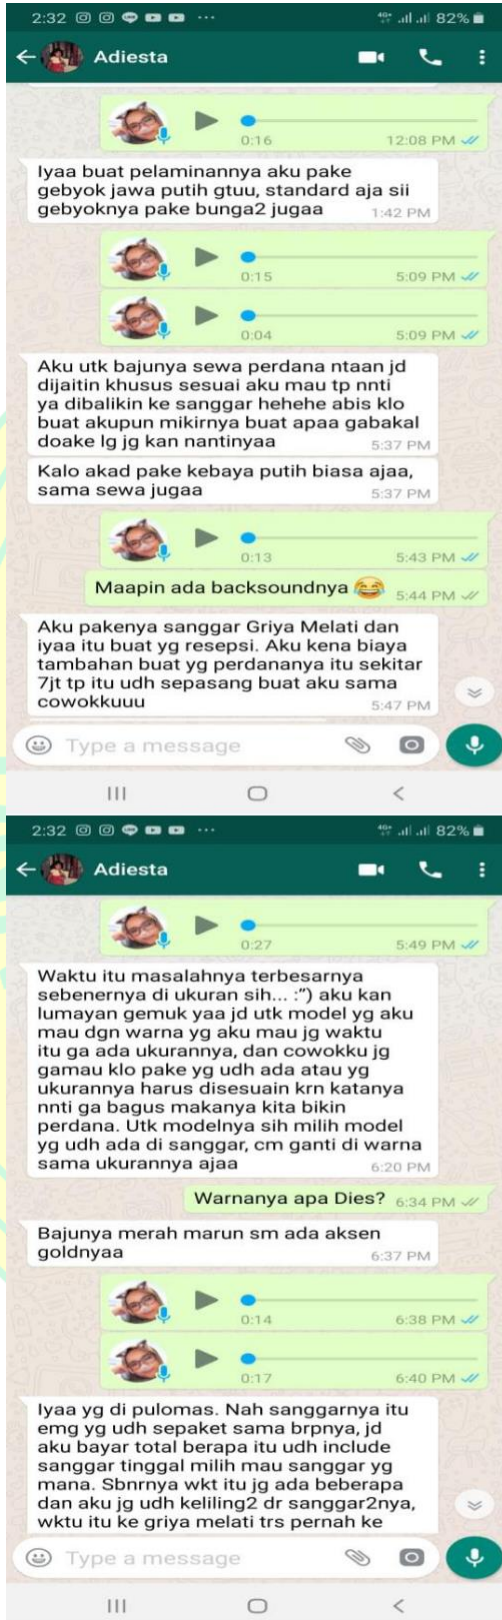 2:32 ... 4G+ 82%
Adiesta
0:16 12:08 PM
Iyaa buat pelaminannya aku pake
gebyok jawa putih gtuu, standard aja sii
gebyoknya pake bunga2 jugaa 1:42 PM
0:15 5:09 PM
0:04 5:09 PM
Aku utk bajunya sewa perdana ntaan jd
dijaitin khusus sesuai aku mau tp nnti
ya dibalikin ke sanggar hehehe abis klo
buat akupun mikirnya buat apaa gabakal
doake lg jg kan nantinyaa 5:37 PM
Kalo akad pake kebaya putih biasa ajaa,
sama sewa jugaa 5:37 PM
0:13 5:43 PM
Maapin ada backsoundnya 😂 5:44 PM
Aku pakenya sanggar Griya Melati dan
iyaa itu buat yg resepsi. Aku kena biaya
tambahan buat yg perdananya itu sekitar
7jt tp itu udh sepasang buat aku sama
cowokkuuu 5:47 PM
Type a message
2:32 ... 4G+ 82%
Adiesta
0:27 5:49 PM
Waktu itu masalahnya terbesarnya
sebenernya di ukuran sih... :") aku kan
lumayan gemuk yaa jd utk model yg aku
mau dgn warna yg aku mau jg waktu
itu ga ada ukurannya, dan cowokku jg
gamau klo pake yg udh ada atau yg
ukurannya harus disesuain krn katanya
nnti ga bagus makanya kita bikin
perdana. Utk modelnya sih milih model
yg udh ada di sanggar, cm ganti di warna
sama ukurannya ajaa 6:20 PM
Warnanya apa Dies? 6:34 PM
Bajunya merah marun sm ada aksen
goldnyaa 6:37 PM
0:14 6:38 PM
0:17 6:40 PM
Iyaa yg di pulomas. Nah sanggarnya itu
emg yg udh sepaket sama brpnya, jd
aku bayar total berapa itu udh include
sanggar tinggal milih mau sanggar yg
mana. Sbnrnya wkt itu jg ada beberapa
dan aku jg udh keliling2 dr sanggar2nya,
wktu itu ke griya melati trs pernah ke
Type a message